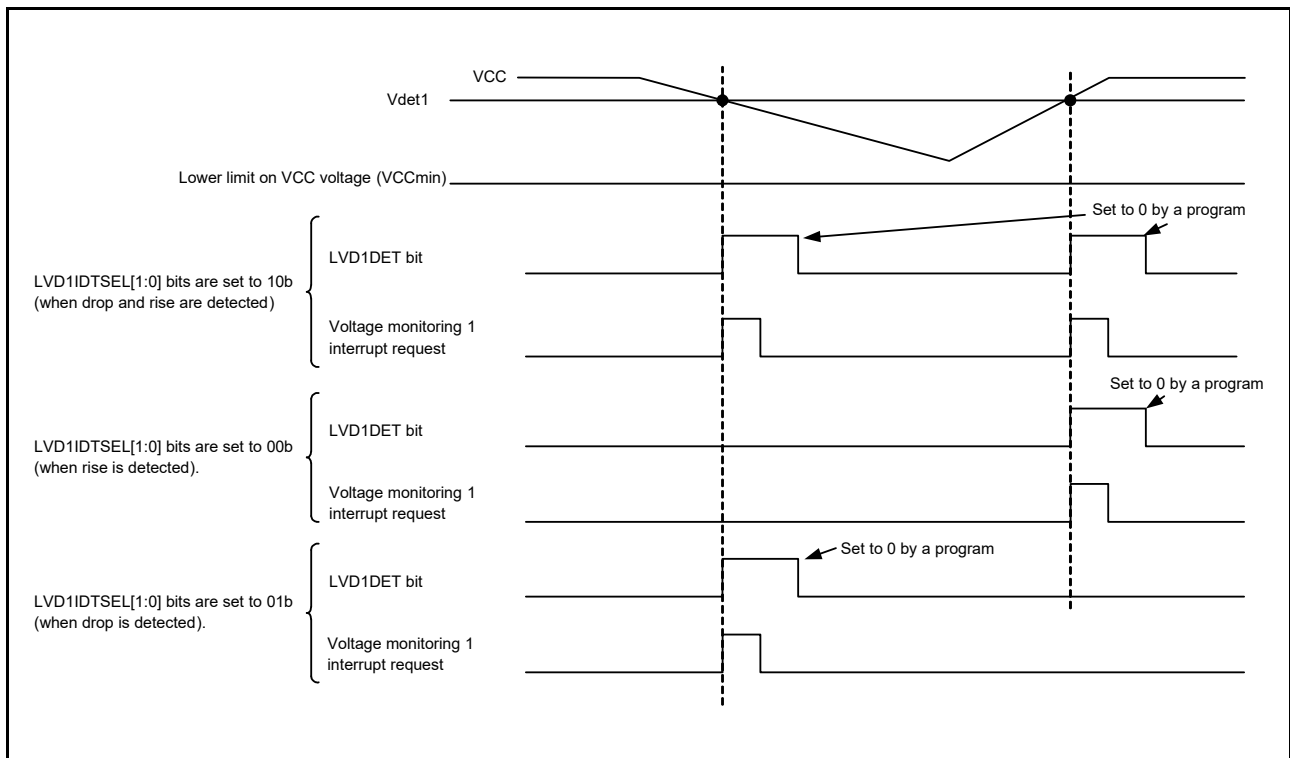 VCC
Vdet1
Lower limit on VCC voltage (VCCmin)
Set to 0 by a program
LVD1DET bit
LVD1IDTSEL[1:0] bits are set to 10b
(when drop and rise are detected)
Voltage monitoring 1
interrupt request
Set to 0 by a program
LVD1DET bit
LVD1IDTSEL[1:0] bits are set to 00b
(when rise is detected).
Voltage monitoring 1
interrupt request
Set to 0 by a program
LVD1DET bit
LVD1IDTSEL[1:0] bits are set to 01b
(when drop is detected).
Voltage monitoring 1
interrupt request